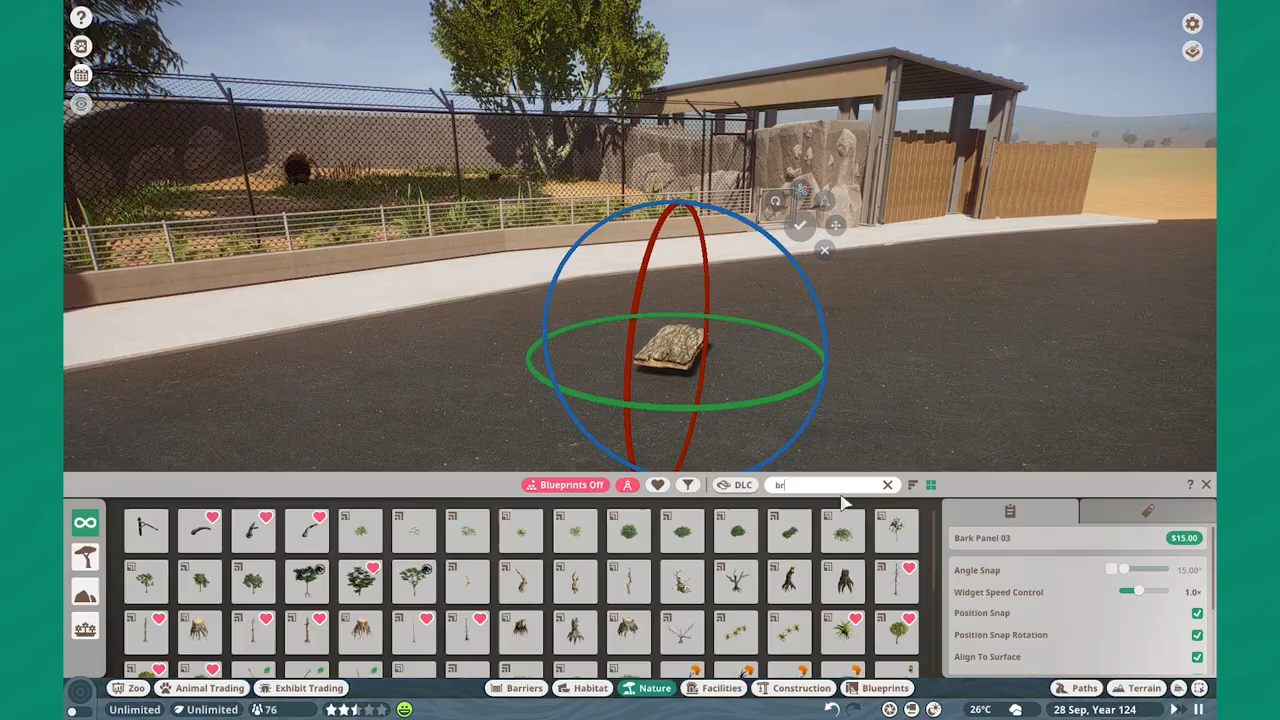 ?
Blueprints Off
DLC
br
?
Bark Panel 03
$15.00
Angle Snap
15.00°
Widget Speed Control
1.0×
Position Snap
Position Snap Rotation
Align To Surface
Zoo
Animal Trading
Exhibit Trading
Barriers
Habitat
Nature
Facilities
Construction
Blueprints
Paths
Terrain
Unlimited
Unlimited
76
26°C
28 Sep, Year 124